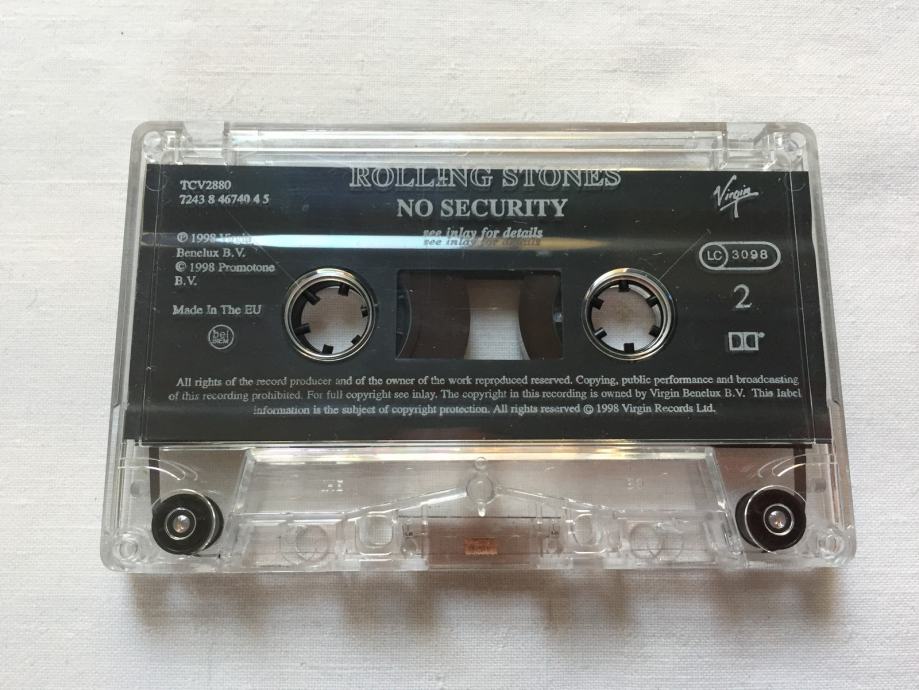 ROLLING STONES
NO SECURITY
see inlay for details
TCV2880
7243 8 46740 4 5
℗ 1998 Virgin
Benelux B.V.
© 1998 Promotone
B.V.
Made In The EU
Virgin
LC 3098
2
All rights of the record producer and of the owner of the work reproduced reserved. Copying, public performance and broadcasting
of this recording prohibited. For full copyright see inlay. The copyright in this recording is owned by Virgin Benelux B.V. This label
information is the subject of copyright protection. All rights reserved © 1998 Virgin Records Ltd.